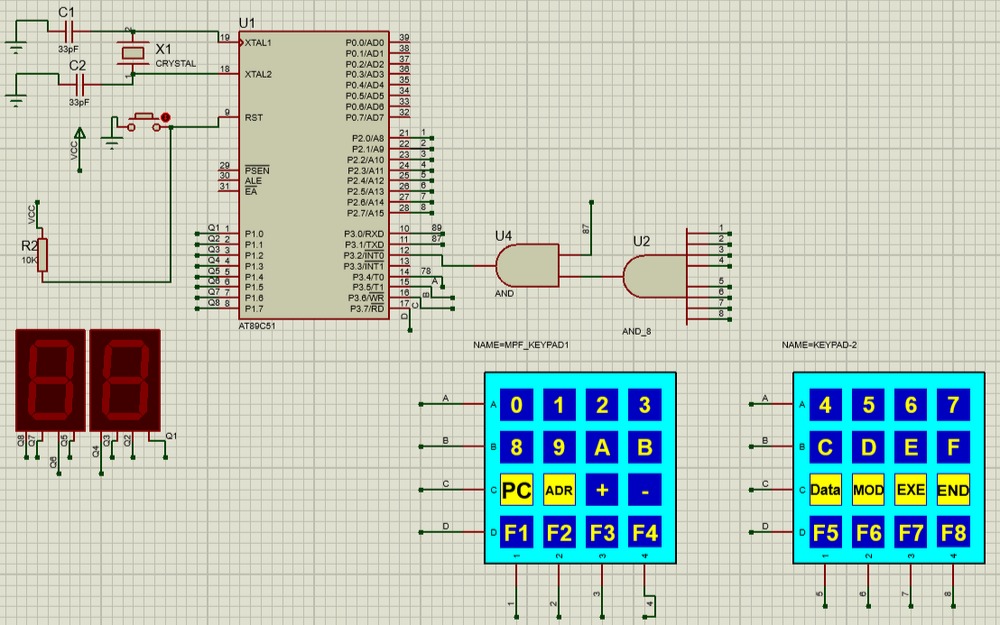 C1
33pF
C2
33pF
X1
CRYSTAL
2
1
VCC
VCC
R2
10K
U1
19 XTAL1
18 XTAL2
9 RST
29 PSEN
30 ALE
31 EA
Q1 1 P1.0
Q2 2 P1.1
Q3 3 P1.2
Q4 4 P1.3
Q5 5 P1.4
Q6 6 P1.5
Q7 7 P1.6
Q8 8 P1.7
P0.0/AD0 39
P0.1/AD1 38
P0.2/AD2 37
P0.3/AD3 36
P0.4/AD4 35
P0.5/AD5 34
P0.6/AD6 33
P0.7/AD7 32
P2.0/A8 21 1
P2.1/A9 22 2
P2.2/A10 23 3
P2.3/A11 24 4
P2.4/A12 25 5
P2.5/A13 26 6
P2.6/A14 27 7
P2.7/A15 28 8
P3.0/RXD 10 89
P3.1/TXD 11 87
P3.2/INT0 12
P3.3/INT1 13
P3.4/T0 14 78
P3.5/T1 15 A
P3.6/WR 16 B
P3.7/RD 17 C
D
AT89C51
U4
AND
87
U2
AND_8
1
2
3
4
5
6
7
8
Q8 Q7 Q6 Q5 Q4 Q3 Q2 Q1
NAME=MPF_KEYPAD1
A A 0 1 2 3
B B 8 9 A B
C C PC ADR + -
D D F1 F2 F3 F4
1 2 3 4
1 2 3 4
NAME=KEYPAD-2
A A 4 5 6 7
B B C D E F
C C Data MOD EXE END
D D F5 F6 F7 F8
1 2 3 4
5 6 7 8